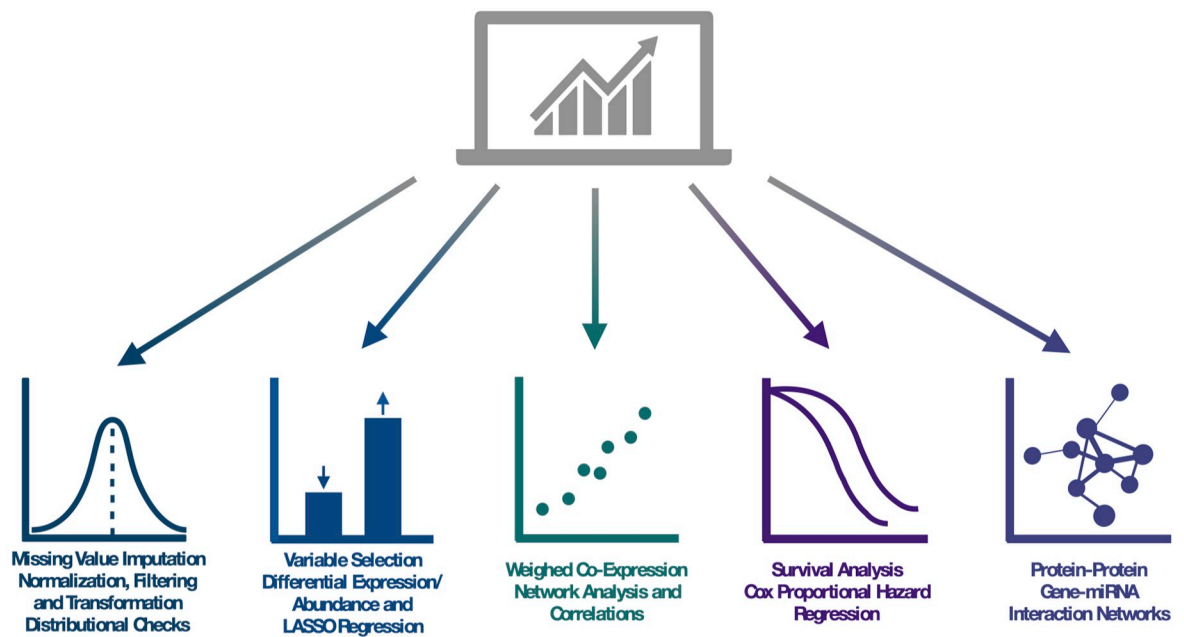 Missing Value Imputation
Normalization, Filtering
and Transformation
Distributional Checks
Variable Selection
Differential Expression/
Abundance and
LASSO Regression
Weighed Co-Expression
Network Analysis and
Correlations
Survival Analysis
Cox Proportional Hazard
Regression
Protein-Protein
Gene-miRNA
Interaction Networks